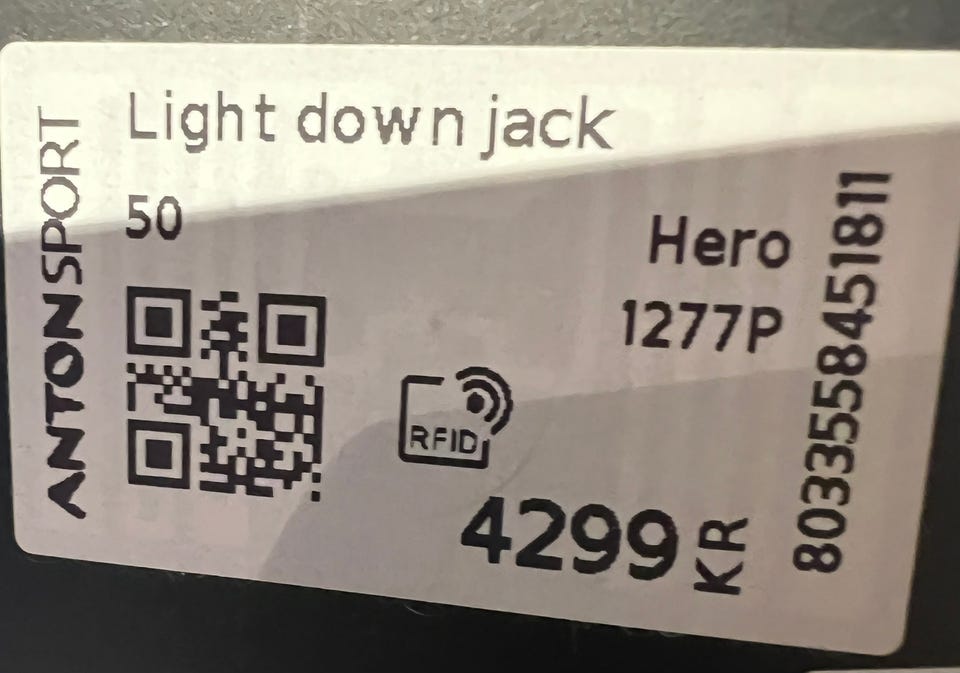 ANTONSPORT
Light down jack
50
Hero
1277P
RFID
4299 KR
8033558451811